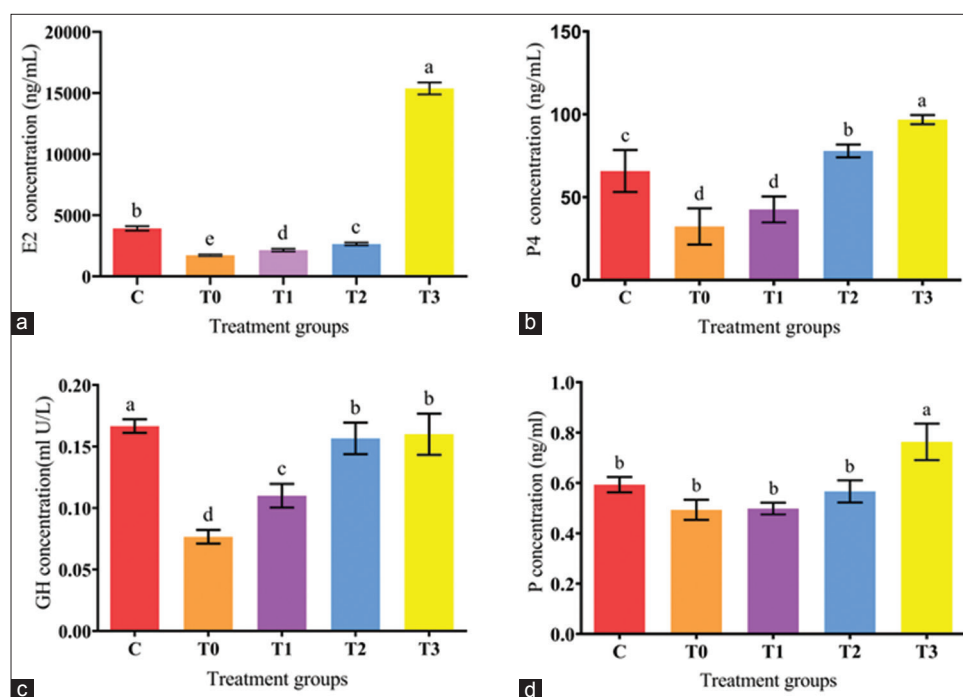 20000
15000
10000
5000
0
E2 concentration (ng/mL)
b
e
d
c
a
C T0 T1 T2 T3
Treatment groups
a
150
100
50
0
P4 concentration (ng/mL)
c
d
d
b
a
C T0 T1 T2 T3
Treatment groups
b
0.20
0.15
0.10
0.05
0.00
GH concentration(ml U/L)
a
d
c
b
b
C T0 T1 T2 T3
Treatment groups
c
1.0
0.8
0.6
0.4
0.2
0.0
P concentration (ng/ml)
b
b
b
b
a
C T0 T1 T2 T3
Treatment groups
d